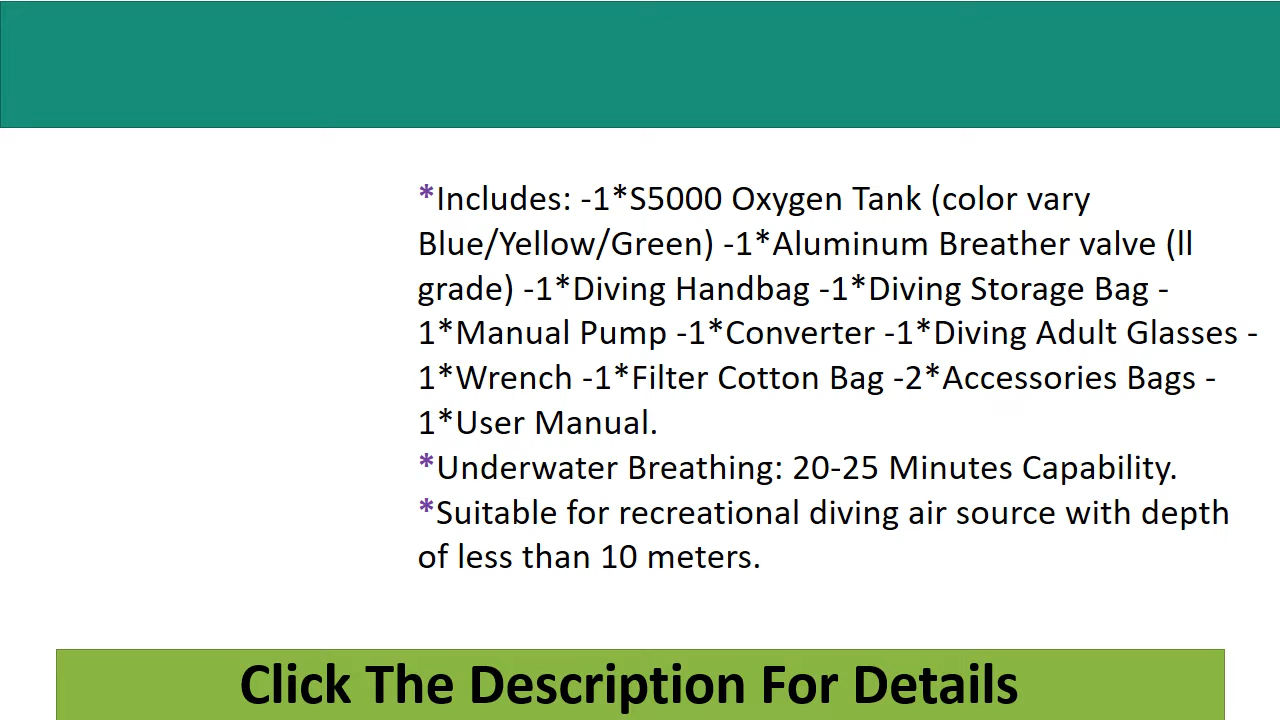 *Includes: -1*S5000 Oxygen Tank (color vary
Blue/Yellow/Green) -1*Aluminum Breather valve (ll
grade) -1*Diving Handbag -1*Diving Storage Bag -
1*Manual Pump -1*Converter -1*Diving Adult Glasses -
1*Wrench -1*Filter Cotton Bag -2*Accessories Bags -
1*User Manual.
*Underwater Breathing: 20-25 Minutes Capability.
*Suitable for recreational diving air source with depth
of less than 10 meters.
Click The Description For Details